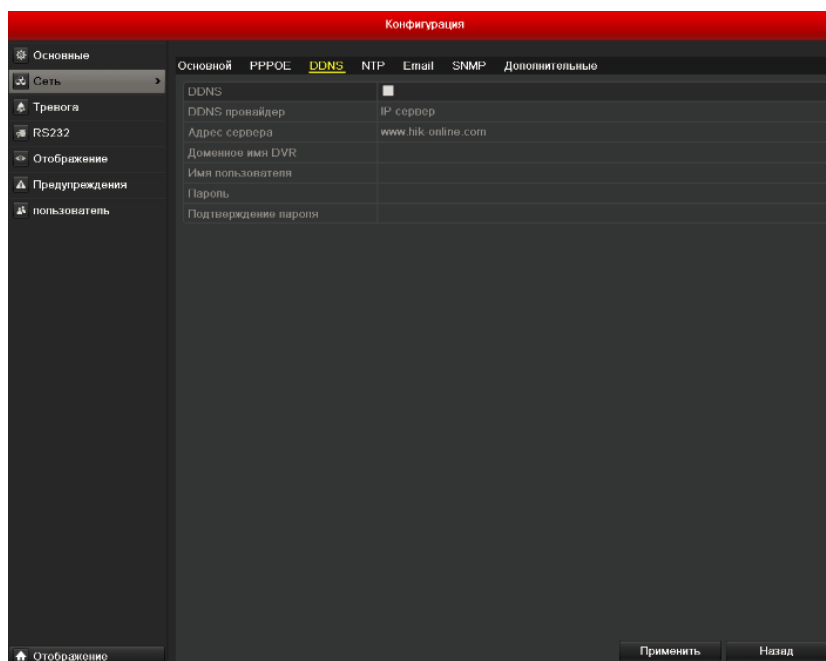 Конфигурация
Основные
Сеть
Тревога
RS232
Отображение
Предупреждения
пользователь
Основной PPPOE DDNS NTP Email SNMP Дополнительные
DDNS
DDNS провайдер IP сервер
Адрес сервера www.hik-online.com
Доменное имя DVR
Имя пользователя
Пароль
Подтверждение пароля
Отображение
Применить Назад